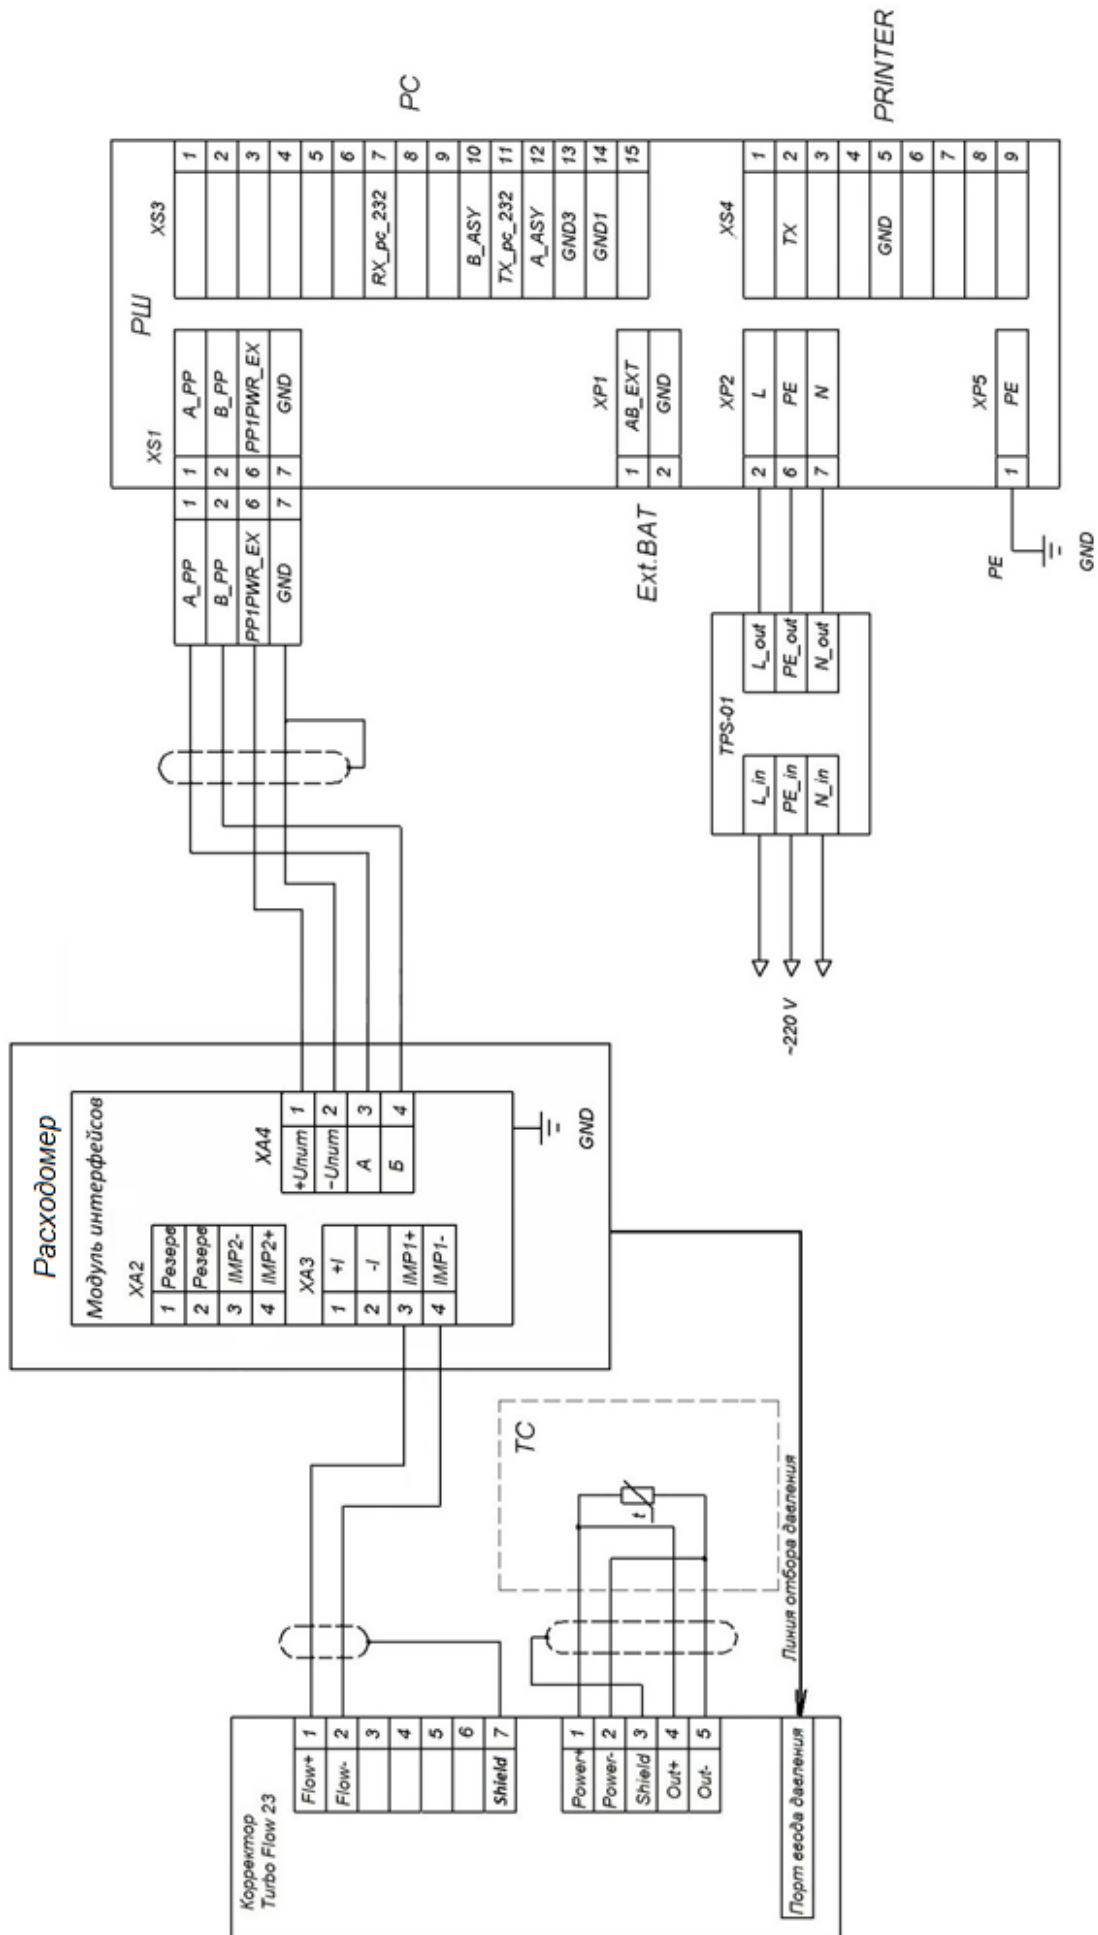 Корректор
Turbo Flow 23
Flow+ 1
Flow- 2
3
4
5
6
Shield 7
Power+ 1
Power- 2
Shield 3
Out+ 4
Out- 5
Порт ввода давления
Линия отбора давления
ТС
t
Расходомер
Модуль интерфейсов
ХА2
1 Резерв
2 Резерв
3 IMP2-
4 IMP2+
ХА3
1 +I
2 -I
3 IMP1+
4 IMP1-
ХА4
+Uпит 1
-Uпит 2
А 3
Б 4
GND
A_PP 1
B_PP 2
PP1PWR_EX 6
GND 7
РШ
XS1
1 A_PP
2 B_PP
6 PP1PWR_EX
7 GND
XS3
1
2
3
4
5
6
RX_pc_232 7
8
9
B_ASY 10
TX_pc_232 11
A_ASY 12
GND3 13
GND1 14
15
PC
Ext.BAT
XP1
1 AB_EXT
2 GND
~220 V
TPS-01
L_in
PE_in
N_in
L_out
PE_out
N_out
XP2
2 L
6 PE
7 N
XS4
1
TX 2
3
4
GND 5
6
7
8
9
PRINTER
XP5
1 PE
PE
GND